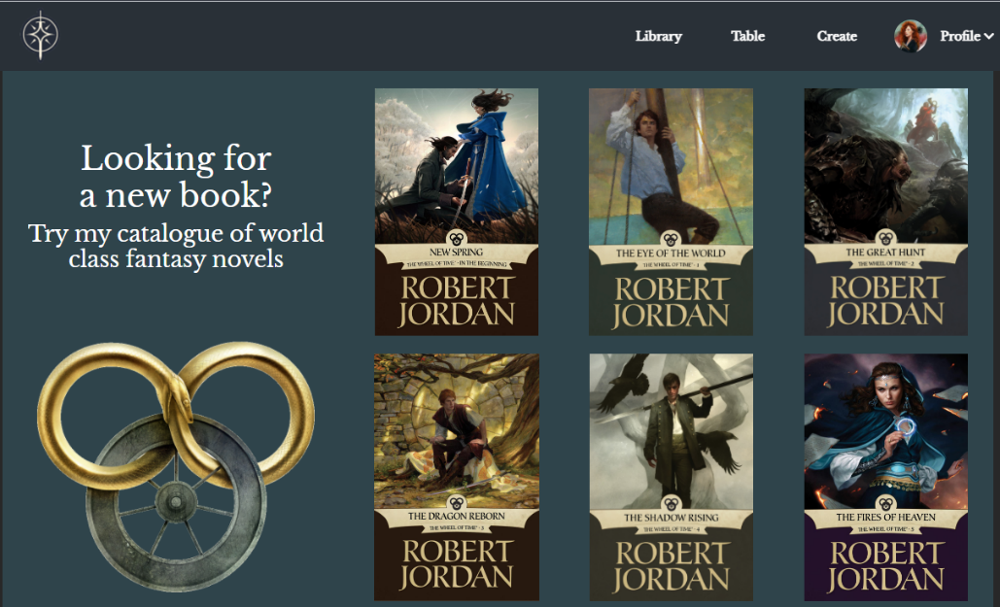 Library
Table
Create
Profile
Looking for
a new book?
Try my catalogue of world
class fantasy novels
NEW SPRING
THE WHEEL OF TIME · IN THE BEGINNING
ROBERT
JORDAN
THE EYE OF THE WORLD
THE WHEEL OF TIME · 1
ROBERT
JORDAN
THE GREAT HUNT
THE WHEEL OF TIME · 2
ROBERT
JORDAN
THE DRAGON REBORN
THE WHEEL OF TIME · 3
ROBERT
JORDAN
THE SHADOW RISING
THE WHEEL OF TIME · 4
ROBERT
JORDAN
THE FIRES OF HEAVEN
THE WHEEL OF TIME · 5
ROBERT
JORDAN